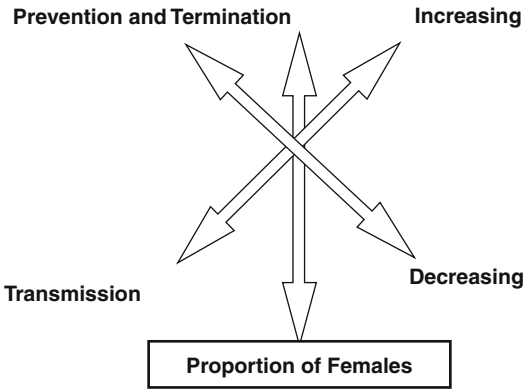 Prevention and Termination
Increasing
Transmission
Decreasing
Proportion of Females